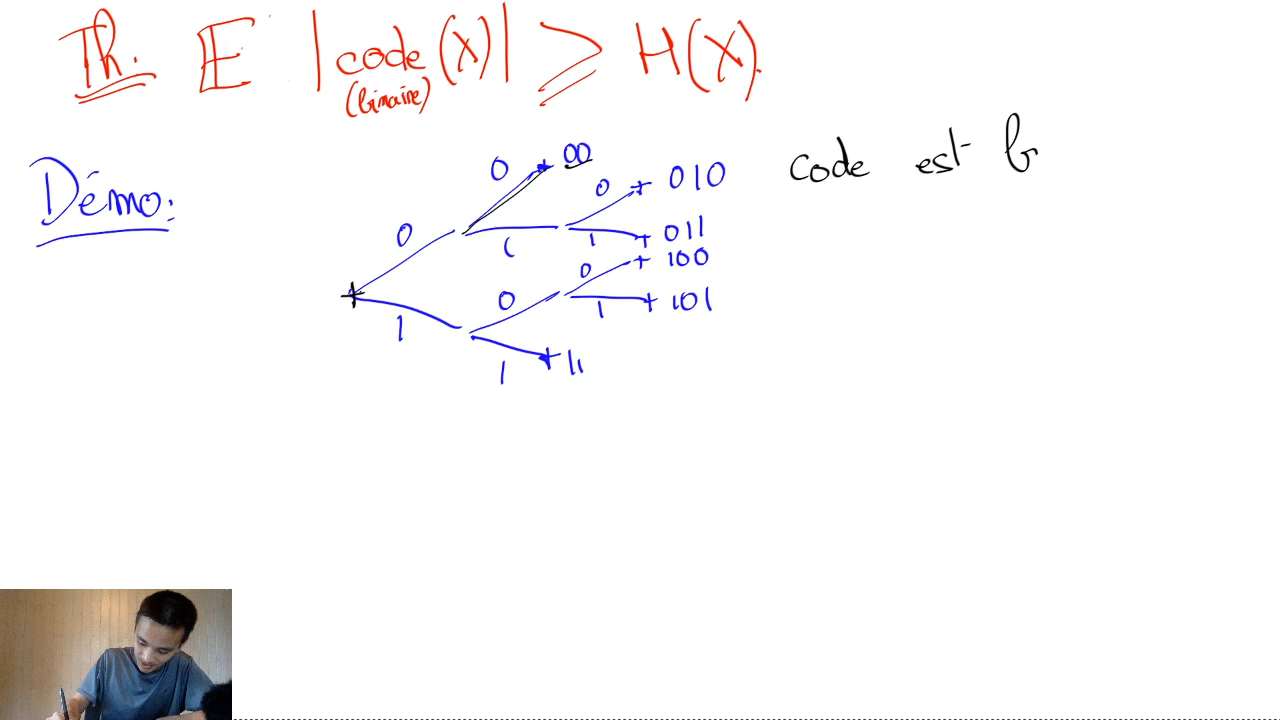 Th. E |code(X)| ≥ H(X).
(binaire)
Démo:
code est
0 00
0 010
0
1 1 011
0 100
0
1 1 101
1 11